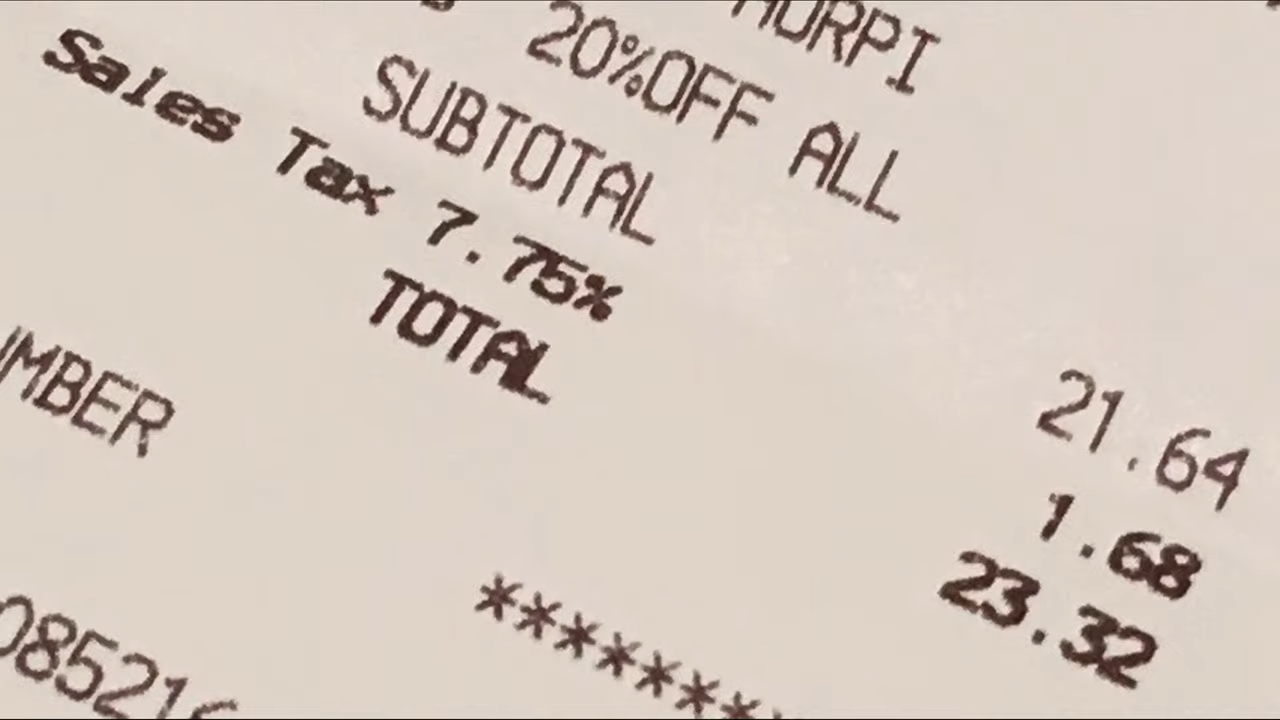 20%OFF ALL
SUBTOTAL 21.64
Sales Tax 7.75% 1.68
TOTAL 23.32
********